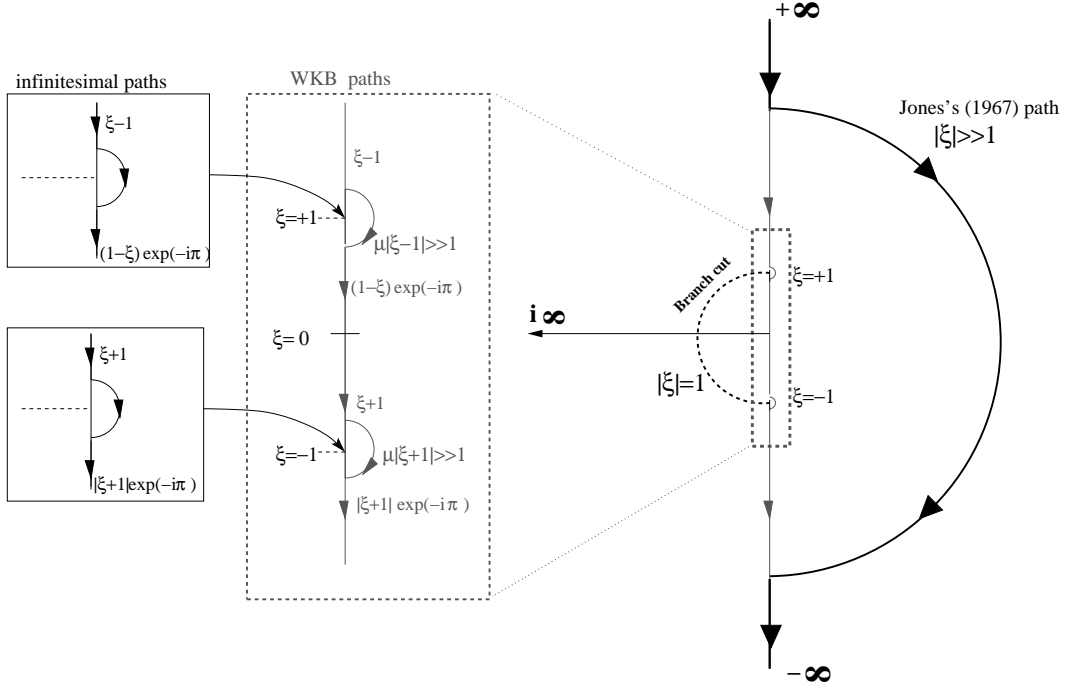 infinitesimal paths
ξ−1
(1−ξ) exp(−iπ )
ξ+1
|ξ+1|exp(−iπ )
WKB paths
ξ−1
ξ=+1
μ|ξ−1|>>1
(1−ξ) exp(−iπ )
ξ= 0
ξ+1
ξ=−1
μ|ξ+1|>>1
|ξ+1| exp(−iπ )
+∞
Jones's (1967) path
|ξ|>>1
Branch cut
ξ=+1
i∞
|ξ|=1
ξ=−1
−∞